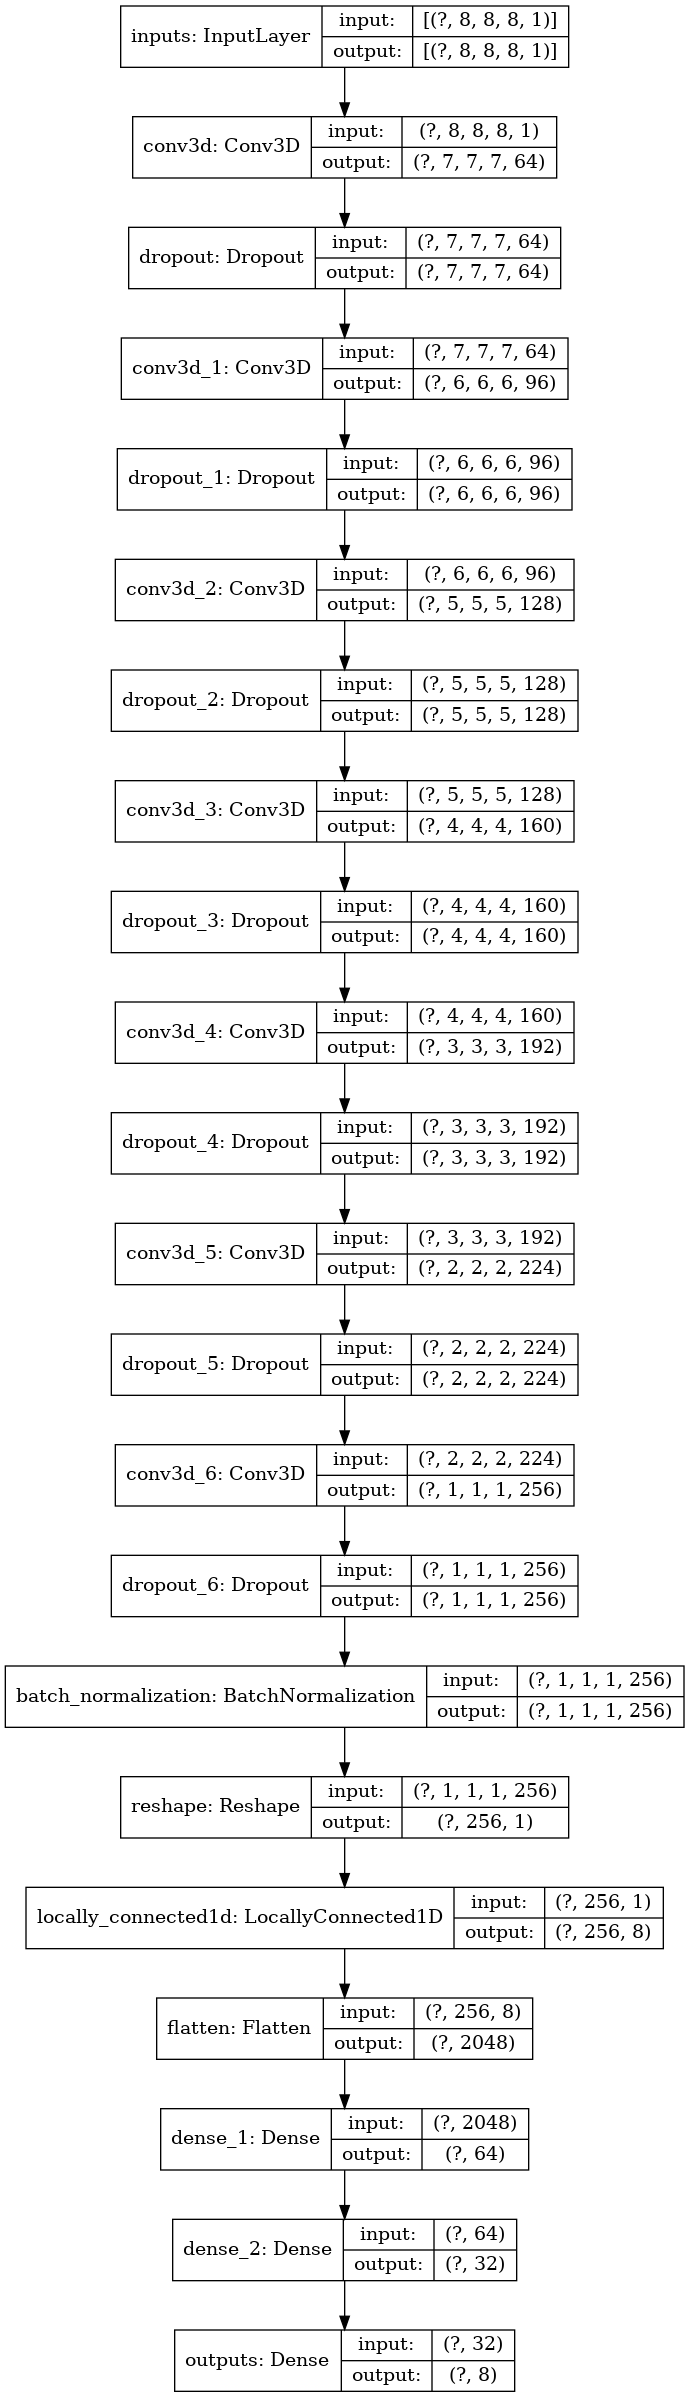 inputs: InputLayer
input: [(?, 8, 8, 8, 1)]
output: [(?, 8, 8, 8, 1)]
conv3d: Conv3D
input: (?, 8, 8, 8, 1)
output: (?, 7, 7, 7, 64)
dropout: Dropout
input: (?, 7, 7, 7, 64)
output: (?, 7, 7, 7, 64)
conv3d_1: Conv3D
input: (?, 7, 7, 7, 64)
output: (?, 6, 6, 6, 96)
dropout_1: Dropout
input: (?, 6, 6, 6, 96)
output: (?, 6, 6, 6, 96)
conv3d_2: Conv3D
input: (?, 6, 6, 6, 96)
output: (?, 5, 5, 5, 128)
dropout_2: Dropout
input: (?, 5, 5, 5, 128)
output: (?, 5, 5, 5, 128)
conv3d_3: Conv3D
input: (?, 5, 5, 5, 128)
output: (?, 4, 4, 4, 160)
dropout_3: Dropout
input: (?, 4, 4, 4, 160)
output: (?, 4, 4, 4, 160)
conv3d_4: Conv3D
input: (?, 4, 4, 4, 160)
output: (?, 3, 3, 3, 192)
dropout_4: Dropout
input: (?, 3, 3, 3, 192)
output: (?, 3, 3, 3, 192)
conv3d_5: Conv3D
input: (?, 3, 3, 3, 192)
output: (?, 2, 2, 2, 224)
dropout_5: Dropout
input: (?, 2, 2, 2, 224)
output: (?, 2, 2, 2, 224)
conv3d_6: Conv3D
input: (?, 2, 2, 2, 224)
output: (?, 1, 1, 1, 256)
dropout_6: Dropout
input: (?, 1, 1, 1, 256)
output: (?, 1, 1, 1, 256)
batch_normalization: BatchNormalization
input: (?, 1, 1, 1, 256)
output: (?, 1, 1, 1, 256)
reshape: Reshape
input: (?, 1, 1, 1, 256)
output: (?, 256, 1)
locally_connected1d: LocallyConnected1D
input: (?, 256, 1)
output: (?, 256, 8)
flatten: Flatten
input: (?, 256, 8)
output: (?, 2048)
dense_1: Dense
input: (?, 2048)
output: (?, 64)
dense_2: Dense
input: (?, 64)
output: (?, 32)
outputs: Dense
input: (?, 32)
output: (?, 8)